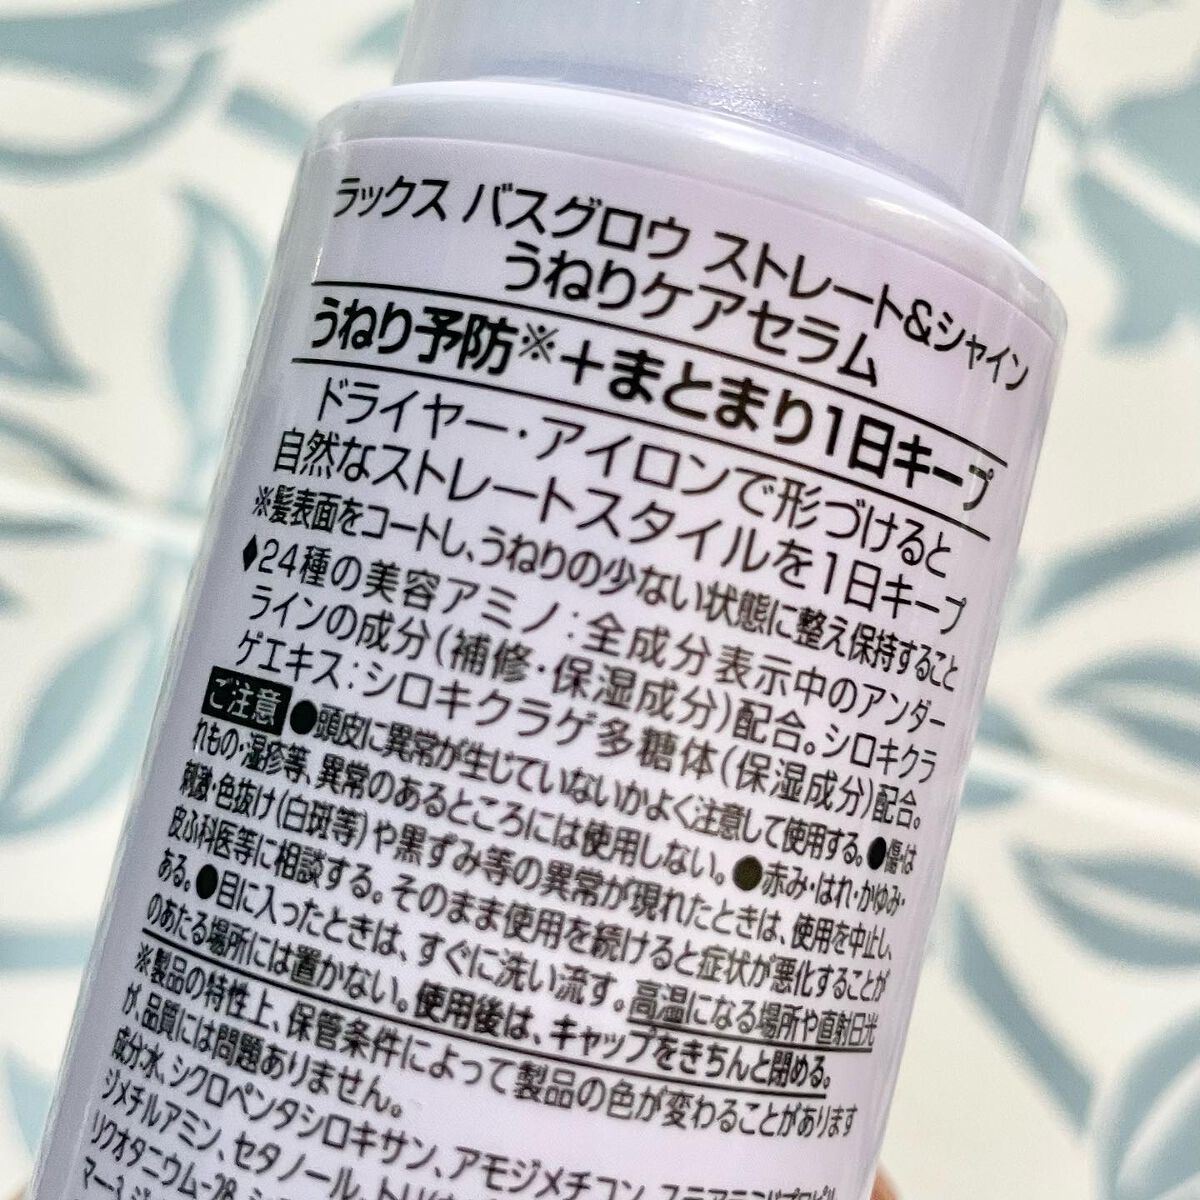 ラックス バスグロウ ストレート&シャイン
うねりケアセラム
うねり予防※+まとまり1日キープ
ドライヤー・アイロンで形づけると
自然なストレートスタイルを1日キープ
※髪表面をコートし、うねりの少ない状態に整え保持すること
♦24種の美容アミノ:全成分表示中のアンダー
ラインの成分(補修・保湿成分)配合。シロキクラ
ゲエキス:シロキクラゲ多糖体(保湿成分)配合。
ご注意 ●頭皮に異常が生じていないかよく注意して使用する。●傷・は
れもの・湿疹等、異常のあるところには使用しない。●赤み・はれ・かゆみ・
刺激・色抜け(白斑等)や黒ずみ等の異常が現れたときは、使用を中止し、
皮ふ科医等に相談する。そのまま使用を続けると症状が悪化することが
ある。●目に入ったときは、すぐに洗い流す。高温になる場所や直射日光
のあたる場所には置かない。使用後は、キャップをきちんと閉める。
※製品の特性上、保管条件によって製品の色が変わることがあります
が、品質には問題ありません。
成分:水、シクロペンタシロキサン、アモジメチコン、ステアラミドプロピル
ジメチルアミン、セタノール、
リクオタニウム-28、